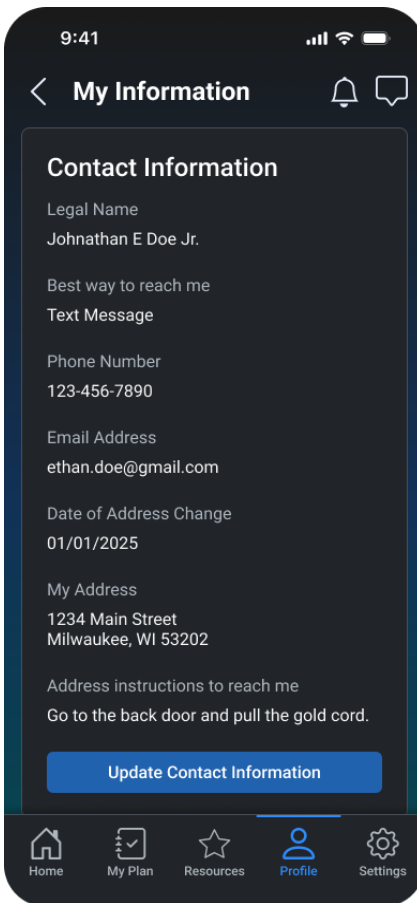 9:41
My Information
Contact Information
Legal Name
Johnathan E Doe Jr.
Best way to reach me
Text Message
Phone Number
123-456-7890
Email Address
ethan.doe@gmail.com
Date of Address Change
01/01/2025
My Address
1234 Main Street
Milwaukee, WI 53202
Address instructions to reach me
Go to the back door and pull the gold cord.
Update Contact Information
Home My Plan Resources Profile Settings